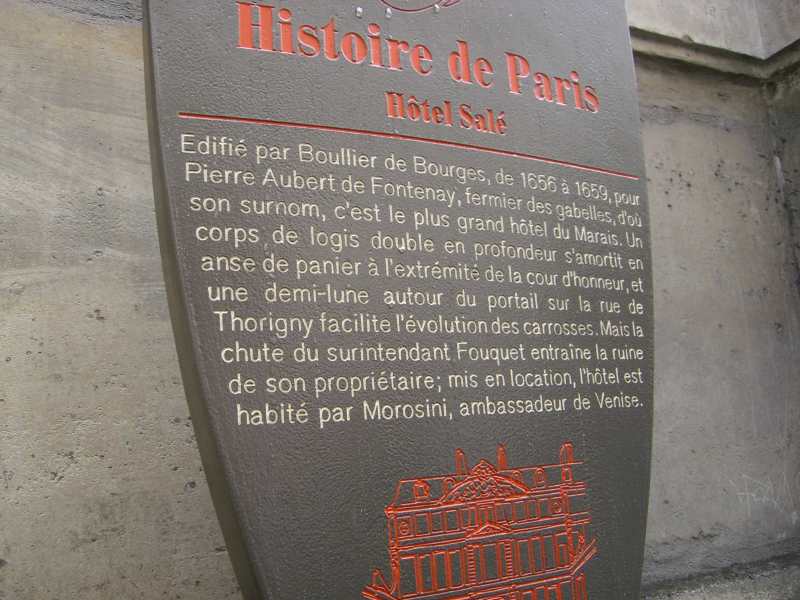 Histoire de Paris
Hôtel Salé
Edifié par Boullier de Bourges, de 1656 à 1659, pour
Pierre Aubert de Fontenay, fermier des gabelles, d'où
son surnom, c'est le plus grand hôtel du Marais. Un
corps de logis double en profondeur s'amortit en
anse de panier à l'extrémité de la cour d'honneur, et
une demi-lune autour du portail sur la rue de
Thorigny facilite l'évolution des carrosses. Mais la
chute du surintendant Fouquet entraîne la ruine
de son propriétaire; mis en location, l'hôtel est
habité par Morosini, ambassadeur de Venise.